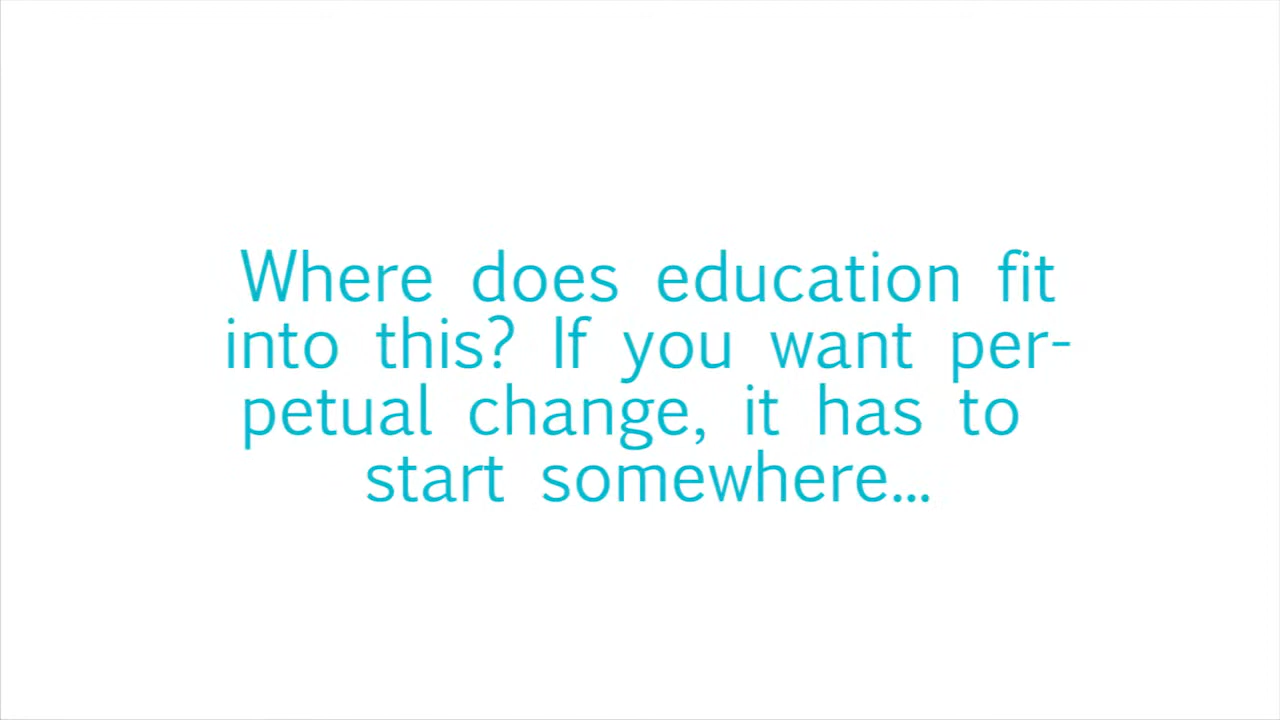 Where does education fit
into this? If you want per-
petual change, it has to
start somewhere...